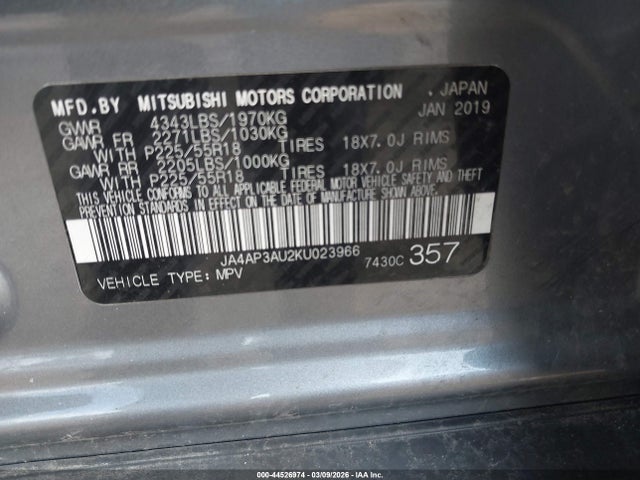 MFD.BY MITSUBISHI MOTORS CORPORATION . JAPAN
GVWR 4343LBS/1970KG JAN 2019
GAWR FR 2271LBS/1030KG
WITH P225/55R18 TIRES 18X7.0J RIMS
GAWR RR 2205LBS/1000KG
WITH P225/55R18 TIRES 18X7.0J RIMS
THIS VEHICLE CONFORMS TO ALL APPLICABLE FEDERAL MOTOR VEHICLE SAFETY AND THEFT
PREVENTION STANDARDS IN EFFECT ON THE DATE OF MANUFACTURE SHOWN ABOVE.
JA4AP3AU2KU023966 7430C 357
VEHICLE TYPE: MPV
000-44526974 | 03/09/2026 | IAA Inc.